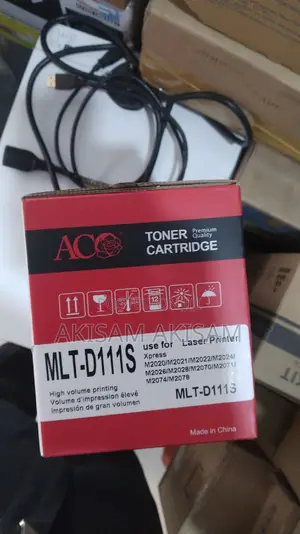 ACO
TONER Premium Quality
CARTRIDGE
12
AKISAM AKISAM
MLT-D111S
use for Laser Printer
Xpress
M2020/M2021/M2022/M2024/
M2026/M2028/M2070/M2071/
M2074/M2079
High volume printing
Volume d'impression élevé
Impresión de gran volumen
MLT-D111S
Made in China